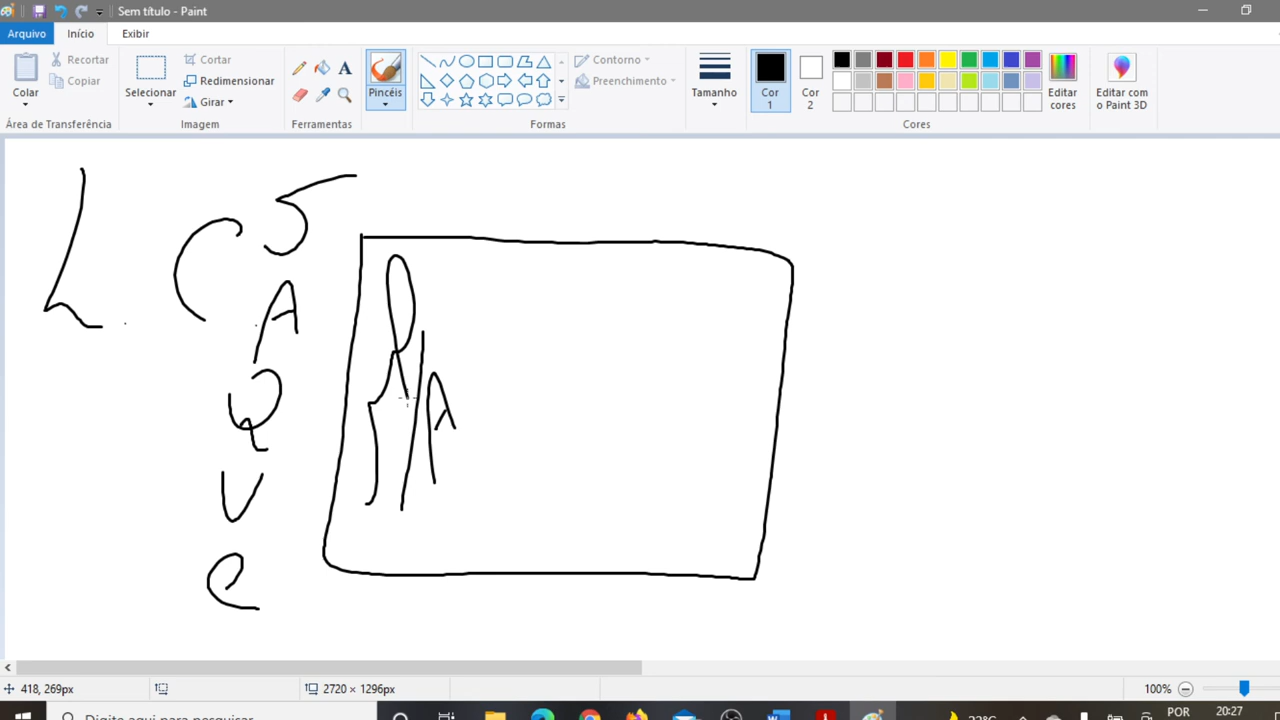 Sem título - Paint
Arquivo Início Exibir
Colar
Recortar
Copiar
Área de Transferência
Selecionar
Cortar
Redimensionar
Girar
Imagem
A
Ferramentas
Pincéis
Contorno
Preenchimento
Formas
Tamanho
Cor 1
Cor 2
Editar cores
Cores
Editar com o Paint 3D
L C 5
A
Q
U
e
A
418, 269px 2720 × 1296px 100%
Digite aqui para pesquisar POR 20:27